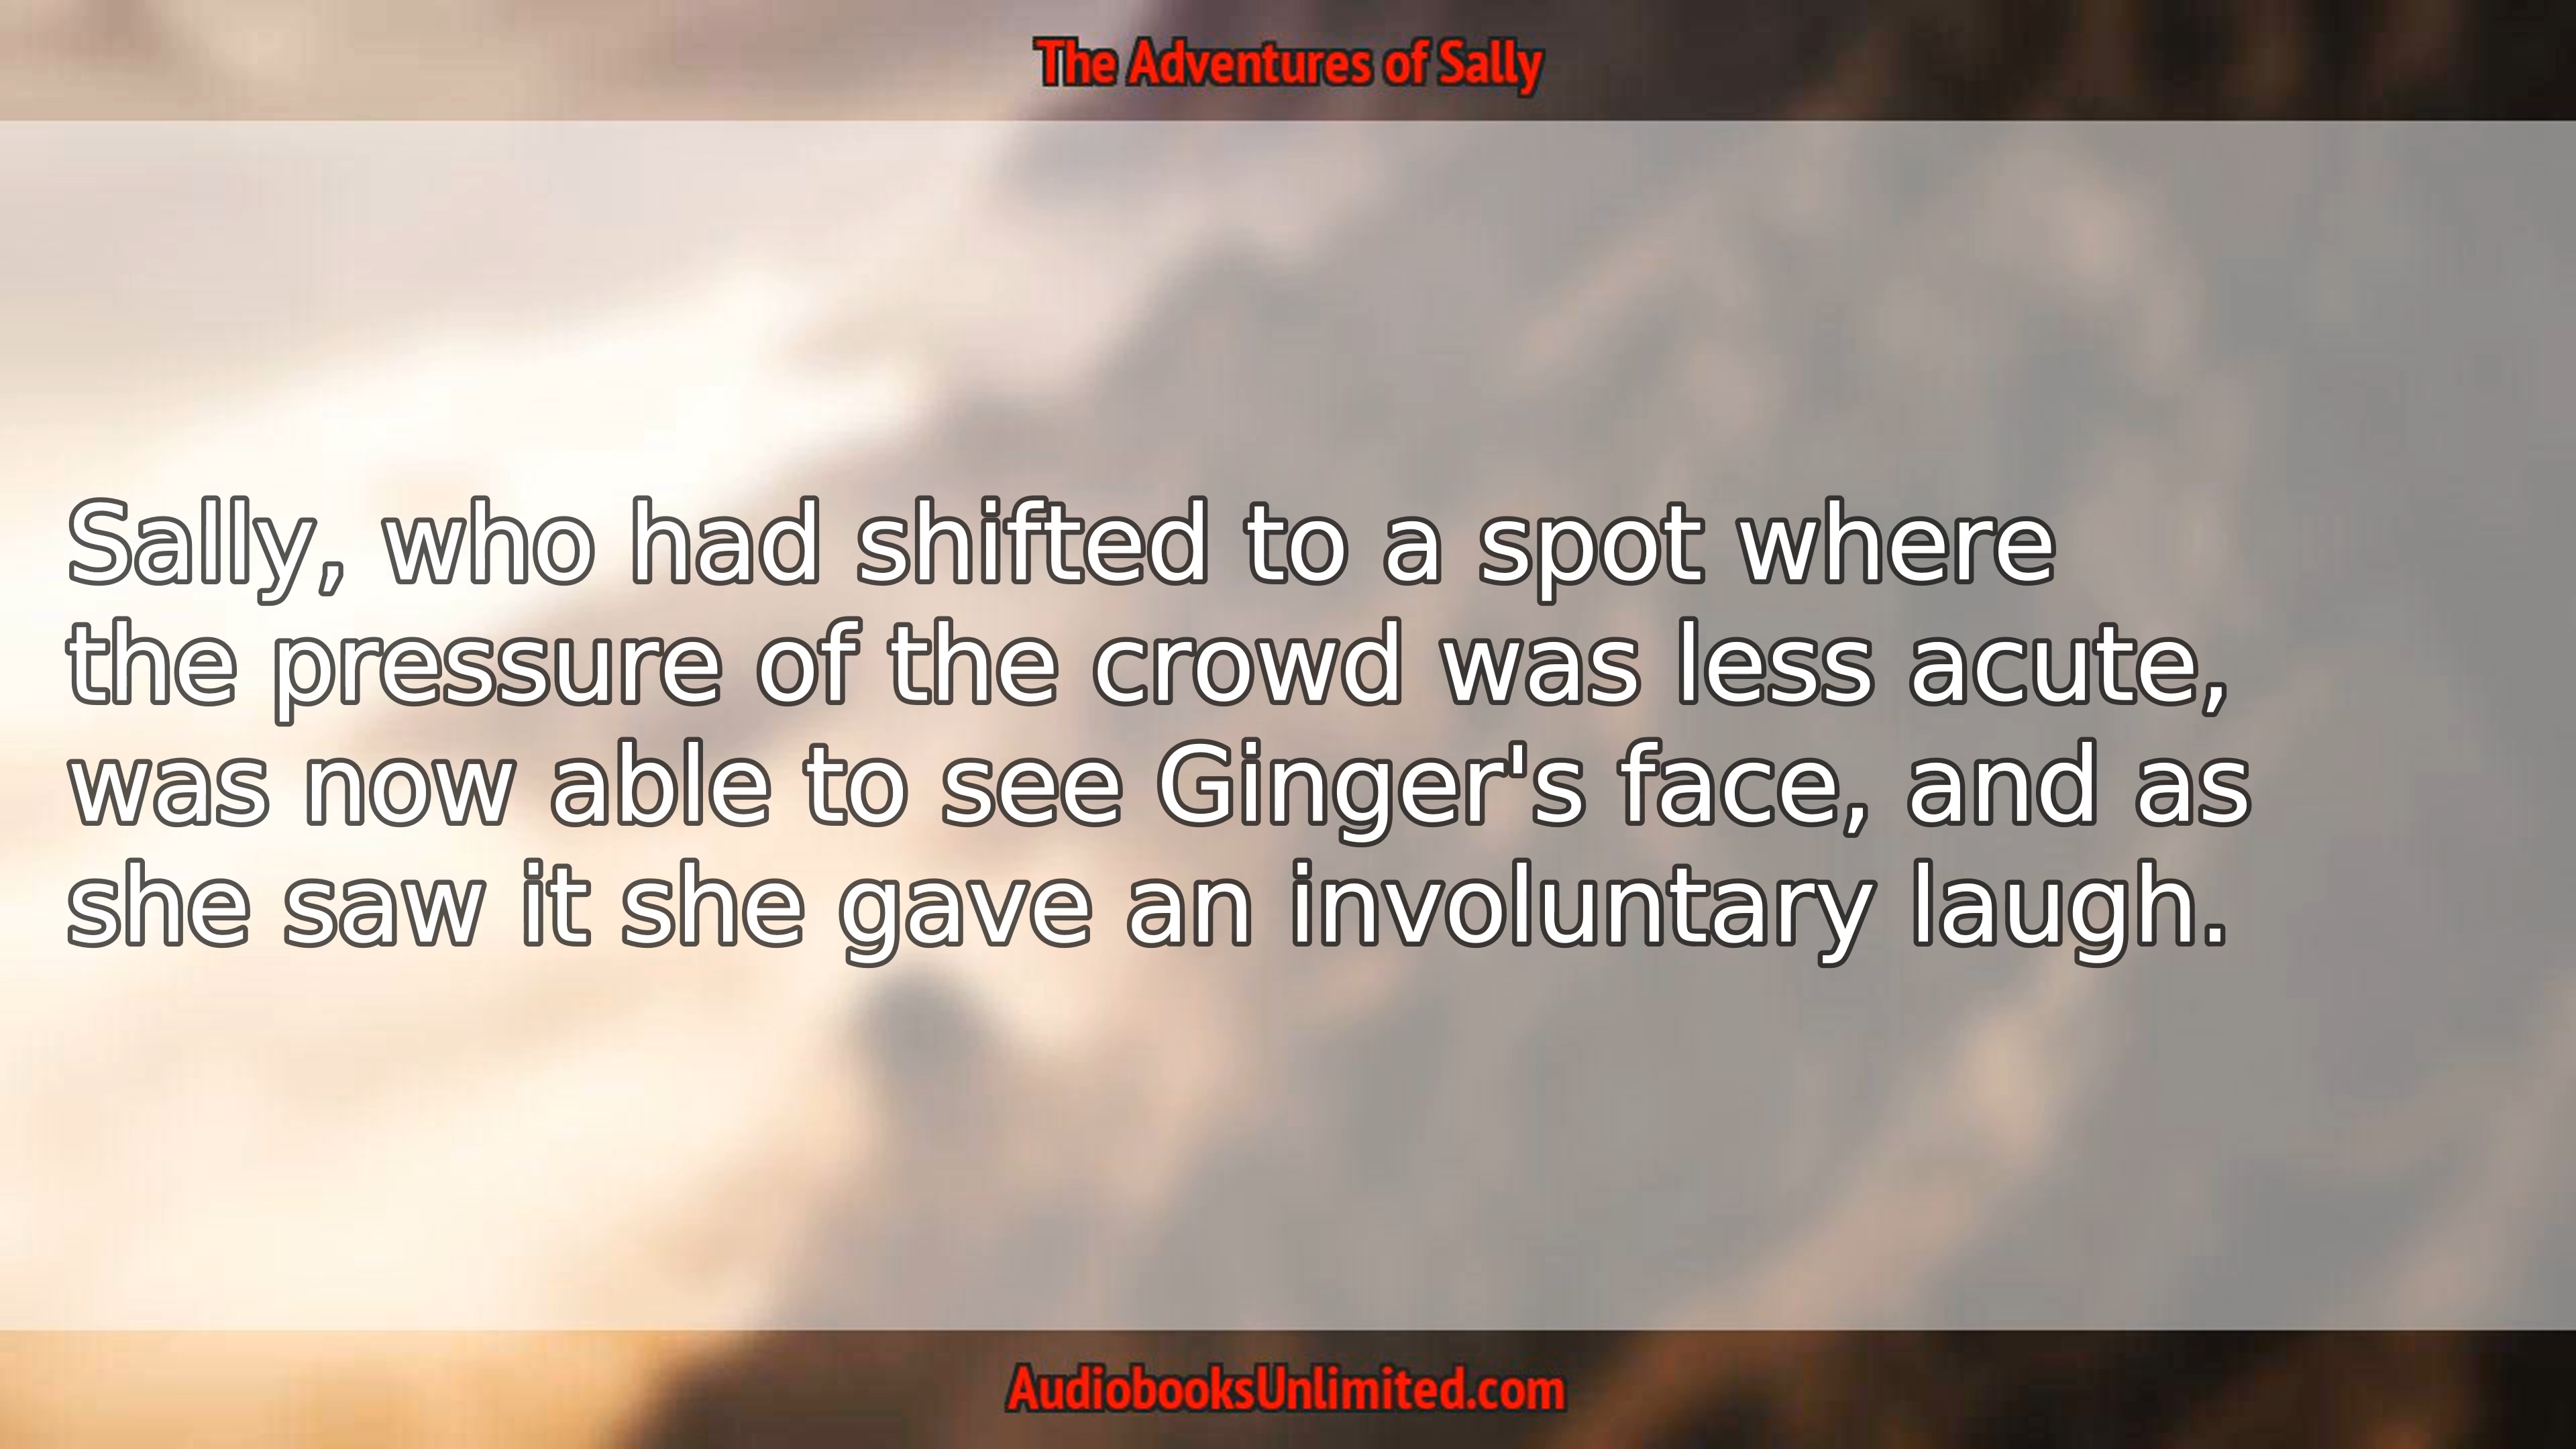 The Adventures of Sally
Sally, who had shifted to a spot where
the pressure of the crowd was less acute,
was now able to see Ginger's face, and as
she saw it she gave an involuntary laugh.
AudiobooksUnlimited.com